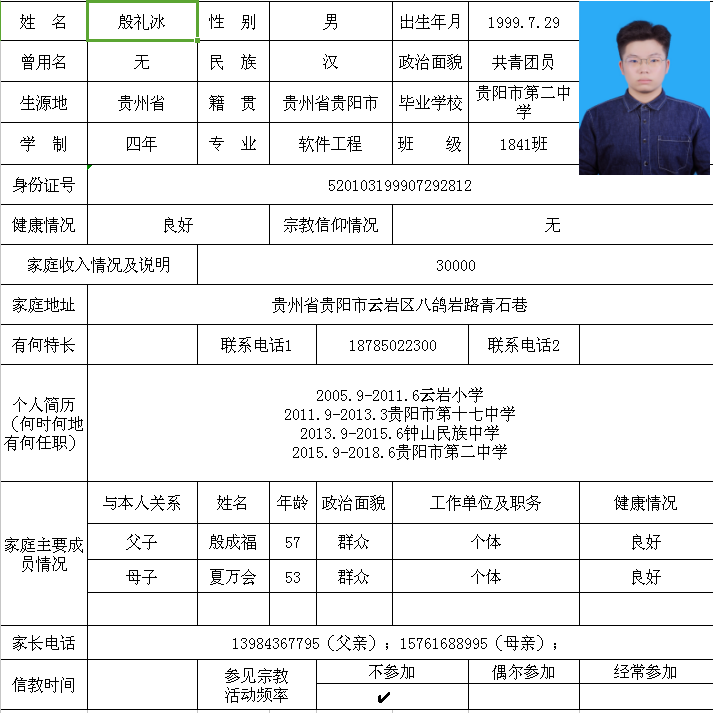 姓 名 殷礼冰 性 别 男 出生年月 1999.7.29
曾用名 无 民 族 汉 政治面貌 共青团员
生源地 贵州省 籍 贯 贵州省贵阳市 毕业学校 贵阳市第二中
学
学 制 四年 专 业 软件工程 班 级 1841班
身份证号 520103199907292812
健康情况 良好 宗教信仰情况 无
家庭收入情况及说明 30000
家庭地址 贵州省贵阳市云岩区八鸽岩路青石巷
有何特长 联系电话1 18785022300 联系电话2
个人简历
（何时何地
有何任职）
2005.9-2011.6云岩小学
2011.9-2013.3贵阳市第十七中学
2013.9-2015.6钟山民族中学
2015.9-2018.6贵阳市第二中学
家庭主要成
员情况
与本人关系 姓名 年龄 政治面貌 工作单位及职务 健康情况
父子 殷成福 57 群众 个体 良好
母子 夏万会 53 群众 个体 良好
家长电话 13984367795（父亲）；15761688995（母亲）；
信教时间
参见宗教
活动频率
不参加 偶尔参加 经常参加
✔